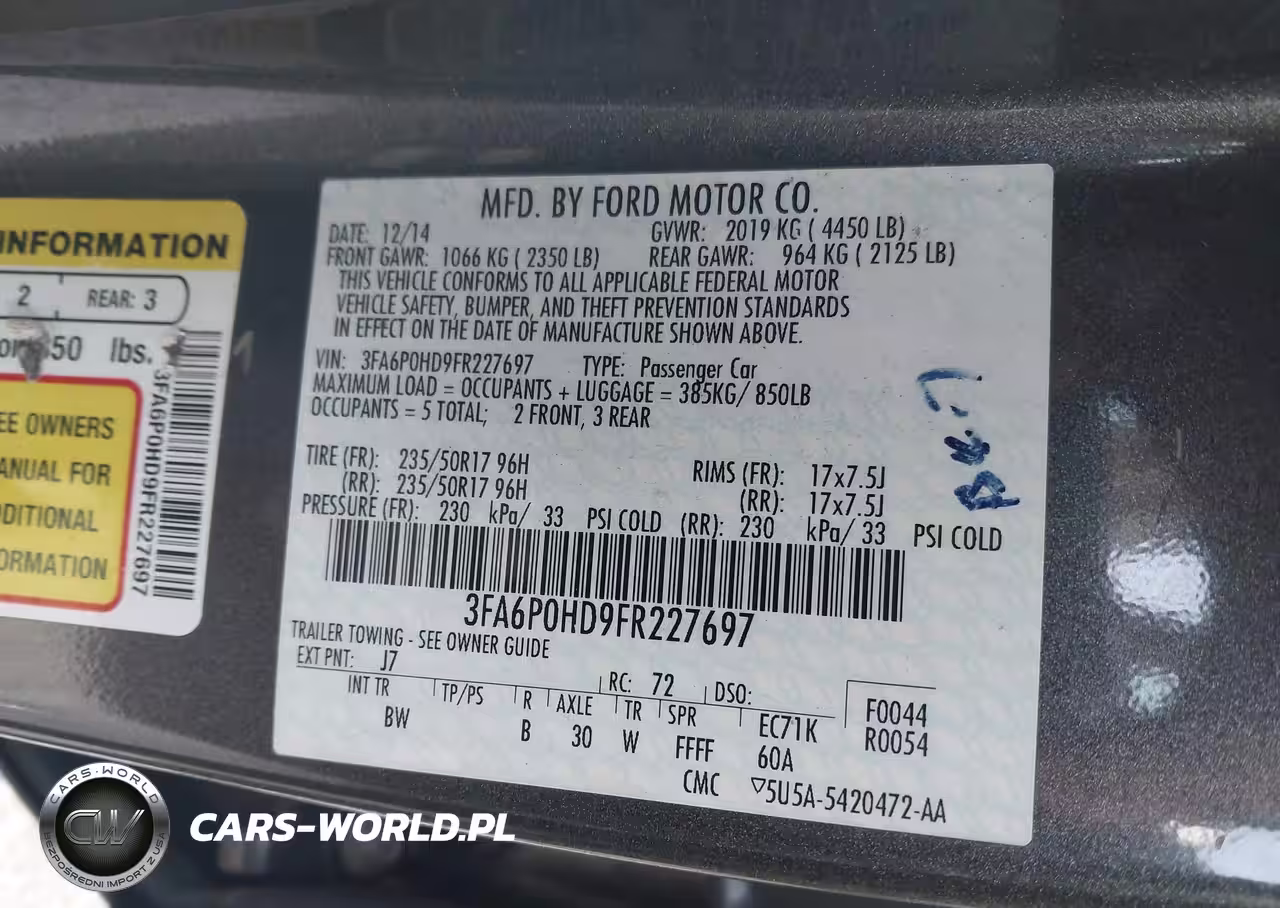 INFORMATION
2 REAR: 3
50 lbs.
EE OWNERS
ANUAL FOR
DDITIONAL
ORMATION
3FA6P0HD9FR227697
MFD. BY FORD MOTOR CO.
DATE: 12/14 GVWR: 2019 KG ( 4450 LB)
FRONT GAWR: 1066 KG ( 2350 LB) REAR GAWR: 964 KG ( 2125 LB)
THIS VEHICLE CONFORMS TO ALL APPLICABLE FEDERAL MOTOR
VEHICLE SAFETY, BUMPER, AND THEFT PREVENTION STANDARDS
IN EFFECT ON THE DATE OF MANUFACTURE SHOWN ABOVE.
VIN: 3FA6P0HD9FR227697 TYPE: Passenger Car
MAXIMUM LOAD = OCCUPANTS + LUGGAGE = 385KG/ 850LB
OCCUPANTS = 5 TOTAL; 2 FRONT, 3 REAR
TIRE (FR): 235/50R17 96H RIMS (FR): 17x7.5J
(RR): 235/50R17 96H (RR): 17x7.5J
PRESSURE (FR): 230 kPa/ 33 PSI COLD (RR): 230 kPa/ 33 PSI COLD
3FA6P0HD9FR227697
TRAILER TOWING - SEE OWNER GUIDE
EXT PNT: J7 RC: 72 DSO:
INT TR TP/PS R AXLE TR SPR EC71K F0044
BW B 30 W FFFF 60A R0054
CMC ▽5U5A-5420472-AA
CARS-WORLD
CW
BEZPOŚREDNI IMPORT Z USA
CARS-WORLD.PL